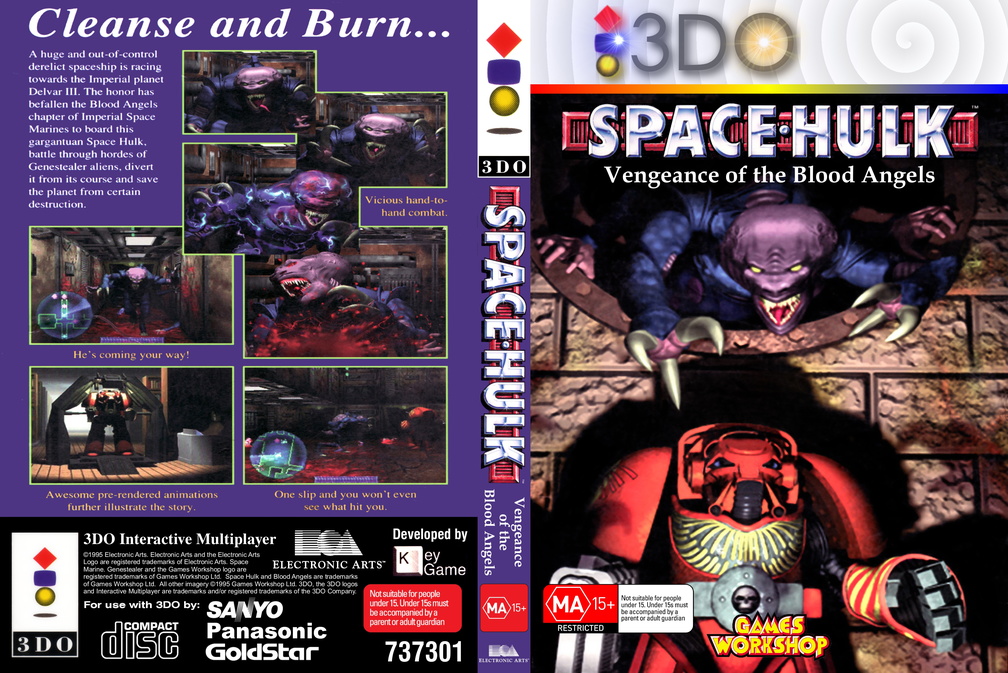 Cleanse and Burn...
A huge and out-of-control
derelict spaceship is racing
towards the Imperial planet
Delvar III. The honor has
befallen the Blood Angels
chapter of Imperial Space
Marines to board this
gargantuan Space Hulk,
battle through hordes of
Genestealer aliens, divert
it from its course and save
the planet from certain
destruction.
Vicious hand-to-
hand combat.
He's coming your way!
Awesome pre-rendered animations
further illustrate the story.
One slip and you won't even
see what hit you.
3DO
3DO Interactive Multiplayer
©1995 Electronic Arts. Electronic Arts and the Electronic Arts
Logo are registered trademarks of Electronic Arts. Space
Marine. Genestealer and the Games Workshop logo are
registered trademarks of Games Workshop Ltd. Space Hulk and Blood Angels are trademarks
of Games Workshop Ltd. All other imagery ©1995 Games Workshop Ltd. 3DO, the 3DO logos
and Interactive Multiplayer are trademarks and/or registered trademarks of the 3DO Company.
For use with 3DO by:
COMPACT
disc
SANYO
Panasonic
GoldStar
ELECTRONIC ARTS™
Developed by
Key
Game
Not suitable for people
under 15. Under 15s must
be accompanied by a
parent or adult guardian
737301
3DO
SPACE·HULK
Vengeance
of the
Blood Angels
MA 15+
ELECTRONIC ARTS®
3DO
SPACE·HULK™
Vengeance of the Blood Angels
MA 15+
RESTRICTED
Not suitable for people
under 15. Under 15s must
be accompanied by a
parent or adult guardian
GAMES
WORKSHOP